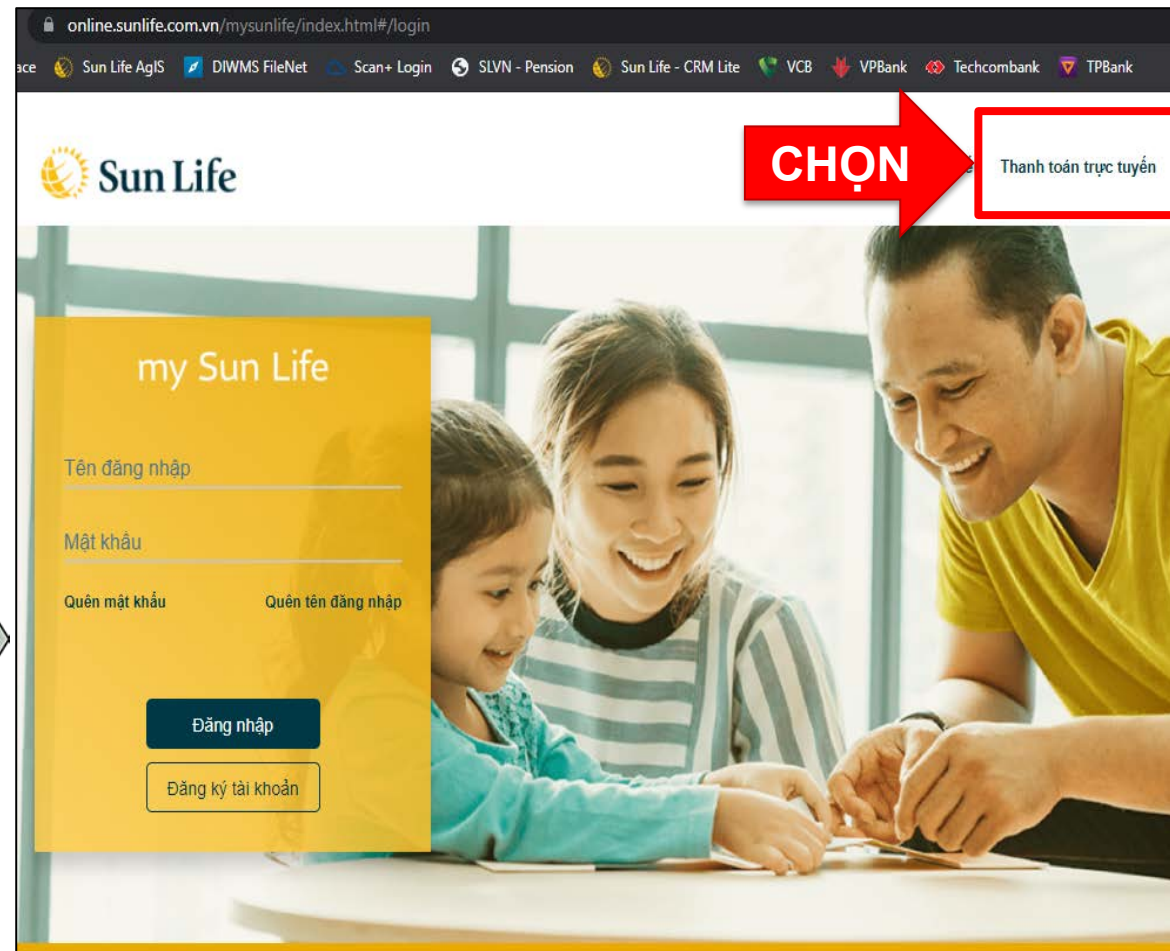 online.sunlife.com.vn/mysunlife/index.html#/login
ace Sun Life AgIS DIWMS FileNet Scan+ Login SLVN - Pension Sun Life - CRM Lite VCB VPBank Techcombank TPBank
Sun Life
CHỌN
Thanh toán trực tuyến
my Sun Life
Tên đăng nhập
Mật khẩu
Quên mật khẩu Quên tên đăng nhập
Đăng nhập
Đăng ký tài khoản